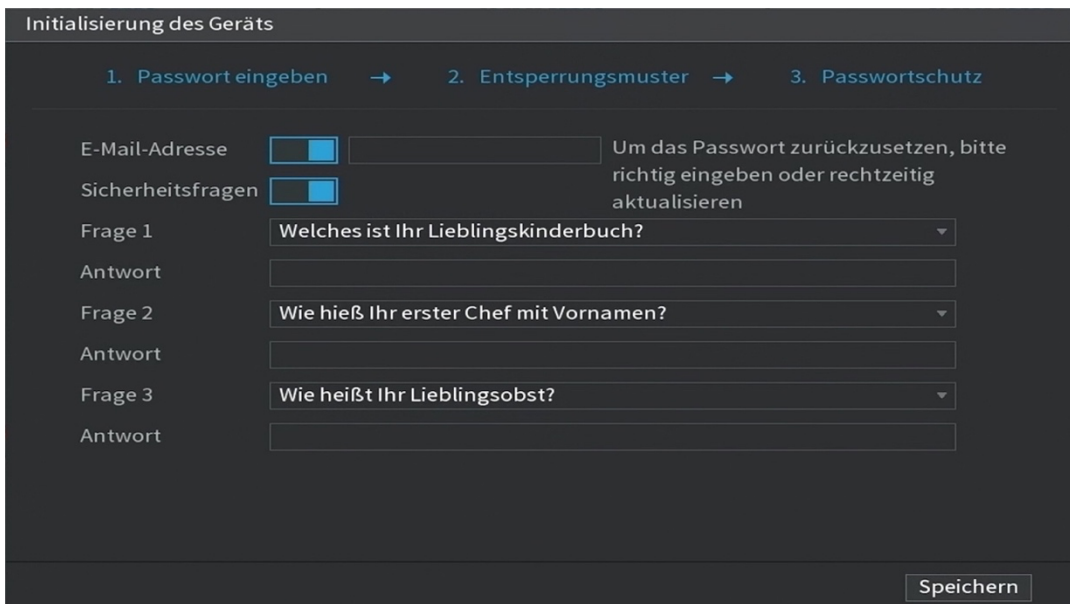 Initialisierung des Geräts
1. Passwort eingeben → 2. Entsperrungsmuster → 3. Passwortschutz
E-Mail-Adresse
Um das Passwort zurückzusetzen, bitte
richtig eingeben oder rechtzeitig
aktualisieren
Sicherheitsfragen
Frage 1 Welches ist Ihr Lieblingskinderbuch?
Antwort
Frage 2 Wie hieß Ihr erster Chef mit Vornamen?
Antwort
Frage 3 Wie heißt Ihr Lieblingsobst?
Antwort
Speichern